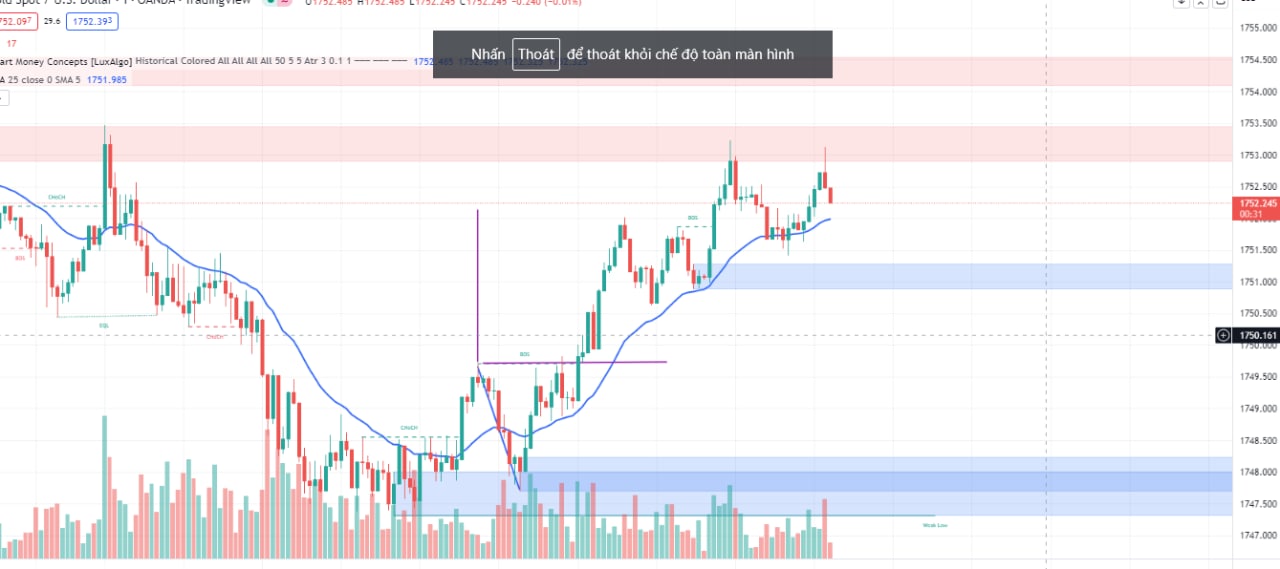 old Spot / U.S. Dollar · 1 · OANDA · TradingView
O1752.485 H1752.485 L1752.245 C1752.245 −0.240 (−0.01%)
752.097 29.6 1752.393
17
Nhấn Thoát để thoát khỏi chế độ toàn màn hình
art Money Concepts [LuxAlgo] Historical Colored All All All All 50 5 5 Atr 3 0.1 1
A 25 close 0 SMA 5 1751.985
1755.000
1754.500
1754.000
1753.500
1753.000
1752.500
1752.245
00:31
1751.500
1751.000
1750.500
1750.161
1750.000
1749.500
1749.000
1748.500
1748.000
1747.500
1747.000
CHoCH
BOS
EQL
CHoCH
CHoCH
BOS
BOS
Weak Low